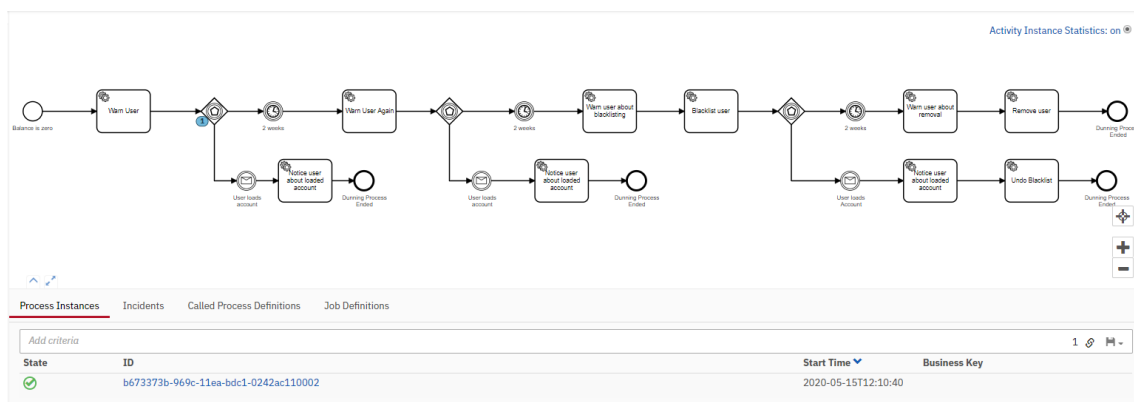 Activity Instance Statistics: on
Warn User
Warn User Again
Warn user about
blacklisting
Blacklist user
Warn user about
removal
Remove user
1
Balance is zero
2 weeks
2 weeks
2 weeks
Dunning Process
Ended
Notice user
about loaded
account
Notice user
about loaded
account
Notice user
about loaded
account
Undo Blacklist
User loads
account
Dunning Process
Ended
User loads
account
Dunning Process
Ended
User loads
Account
Dunning Process
Ended
Process Instances
Incidents
Called Process Definitions
Job Definitions
Add criteria
1
State
ID
Start Time
Business Key
b673373b-969c-11ea-bdc1-0242ac110002
2020-05-15T12:10:40